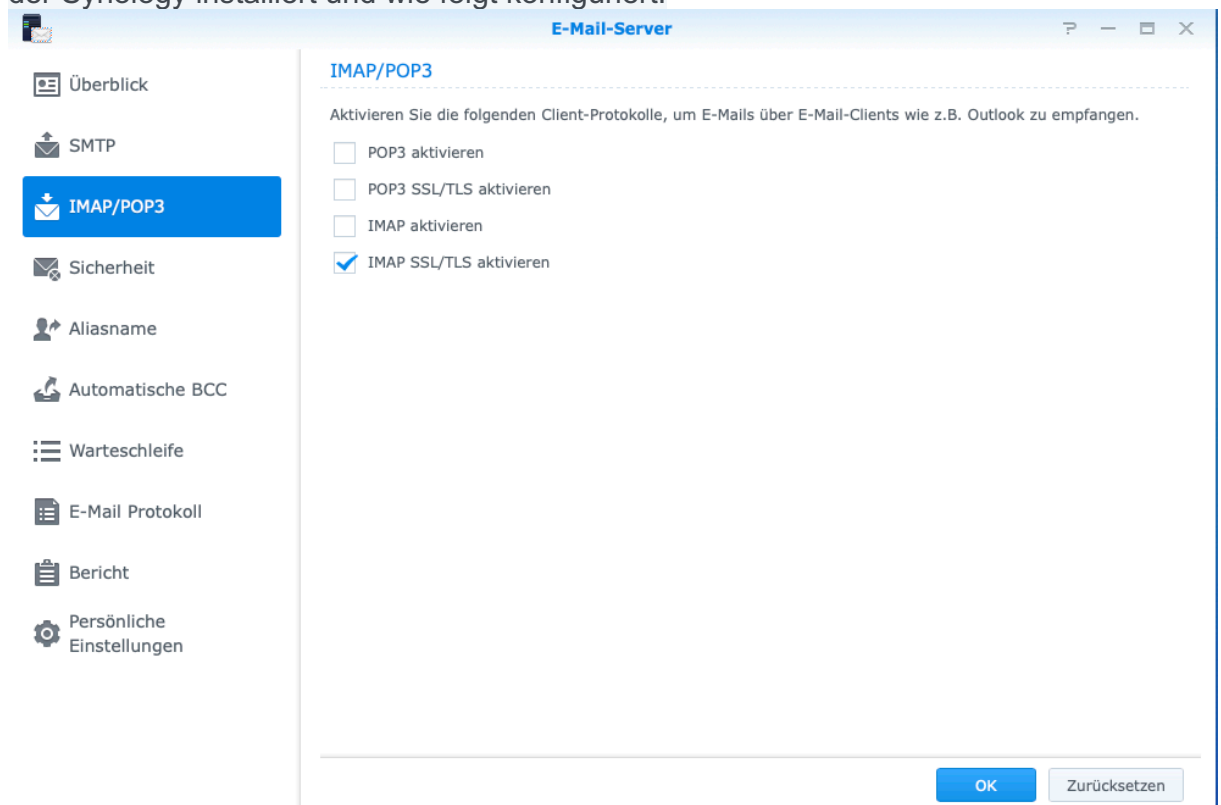 der Synology installiert und wie folgt konfiguriert.
E-Mail-Server
Überblick
SMTP
IMAP/POP3
Sicherheit
Aliasname
Automatische BCC
Warteschleife
E-Mail Protokoll
Bericht
Persönliche
Einstellungen
IMAP/POP3
Aktivieren Sie die folgenden Client-Protokolle, um E-Mails über E-Mail-Clients wie z.B. Outlook zu empfangen.
POP3 aktivieren
POP3 SSL/TLS aktivieren
IMAP aktivieren
IMAP SSL/TLS aktivieren
OK
Zurücksetzen